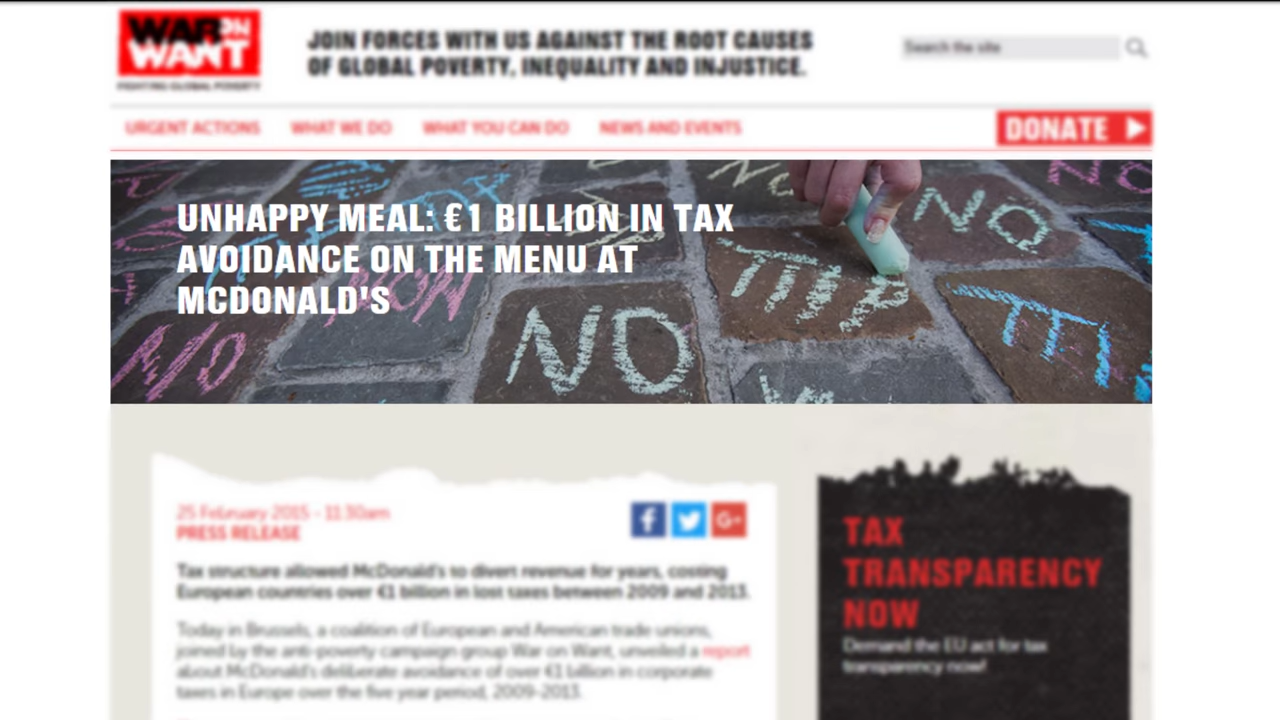 WAR ON
WANT
FIGHTING GLOBAL POVERTY
JOIN FORCES WITH US AGAINST THE ROOT CAUSES
OF GLOBAL POVERTY, INEQUALITY AND INJUSTICE.
Search the site
URGENT ACTIONS
WHAT WE DO
WHAT YOU CAN DO
NEWS AND EVENTS
DONATE
UNHAPPY MEAL: €1 BILLION IN TAX
AVOIDANCE ON THE MENU AT
MCDONALD'S
NO
TTIP
NO
NO
25 February 2015 - 11.30am
PRESS RELEASE
Tax structure allowed McDonald's to divert revenue for years, costing
European countries over €1 billion in lost taxes between 2009 and 2013.
Today in Brussels, a coalition of European and American trade unions,
joined by the anti-poverty campaign group War on Want, unveiled a report
about McDonald's deliberate avoidance of over €1 billion in corporate
taxes in Europe over the five year period, 2009-2013.
TAX
TRANSPARENCY
NOW
Demand the EU act for tax
transparency now!